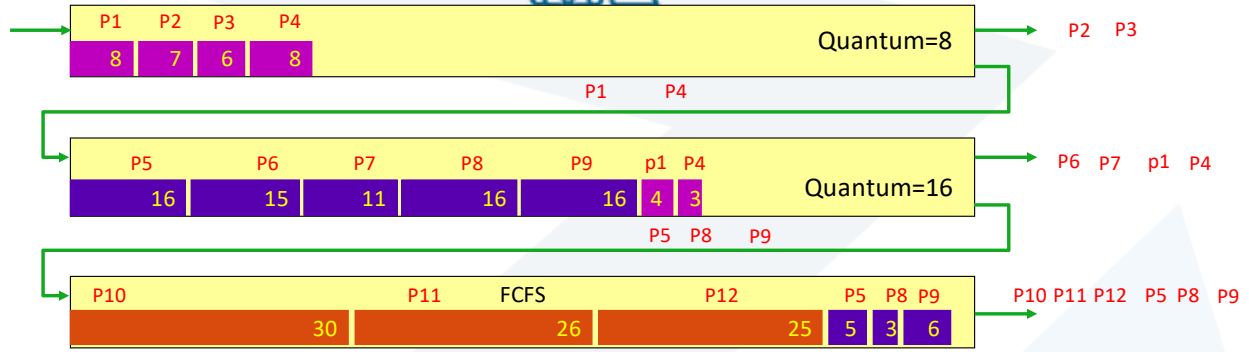 P1 P2 P3 P4
8 7 6 8
Quantum=8
P2 P3
P1 P4
P5 P6 P7 P8 P9 p1 P4
16 15 11 16 16 4 3
Quantum=16
P6 P7 p1 P4
P5 P8 P9
P10 P11 FCFS P12 P5 P8 P9
30 26 25 5 3 6
P10 P11 P12 P5 P8 P9